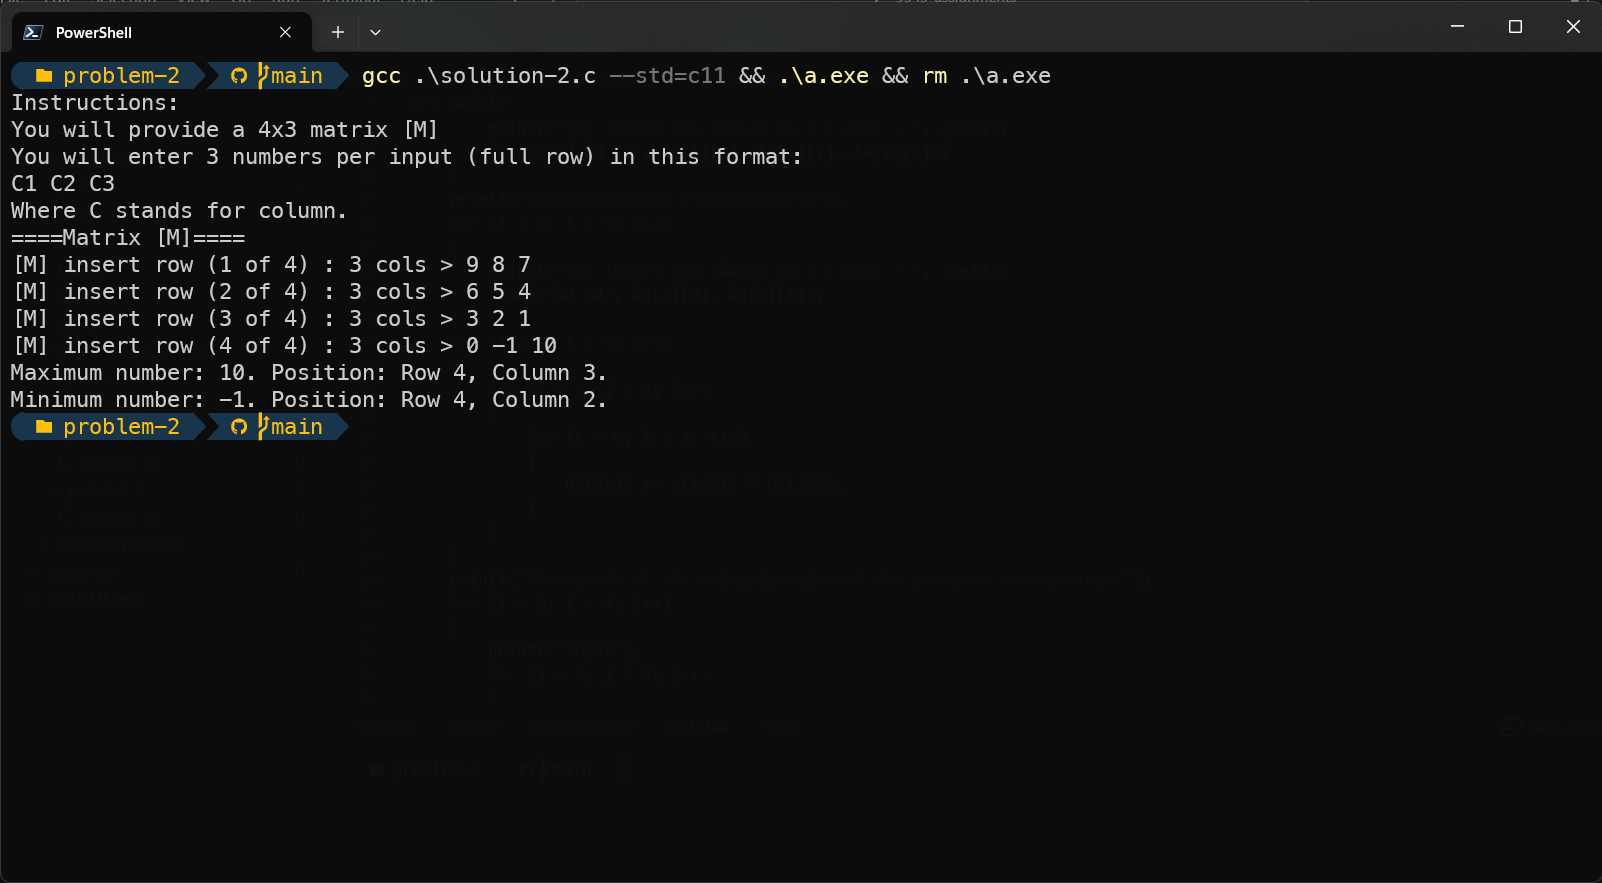 PowerShell
problem-2 main gcc .\solution-2.c --std=c11 && .\a.exe && rm .\a.exe
Instructions:
You will provide a 4x3 matrix [M]
You will enter 3 numbers per input (full row) in this format:
C1 C2 C3
Where C stands for column.
====Matrix [M]====
[M] insert row (1 of 4) : 3 cols > 9 8 7
[M] insert row (2 of 4) : 3 cols > 6 5 4
[M] insert row (3 of 4) : 3 cols > 3 2 1
[M] insert row (4 of 4) : 3 cols > 0 -1 10
Maximum number: 10. Position: Row 4, Column 3.
Minimum number: -1. Position: Row 4, Column 2.
problem-2 main